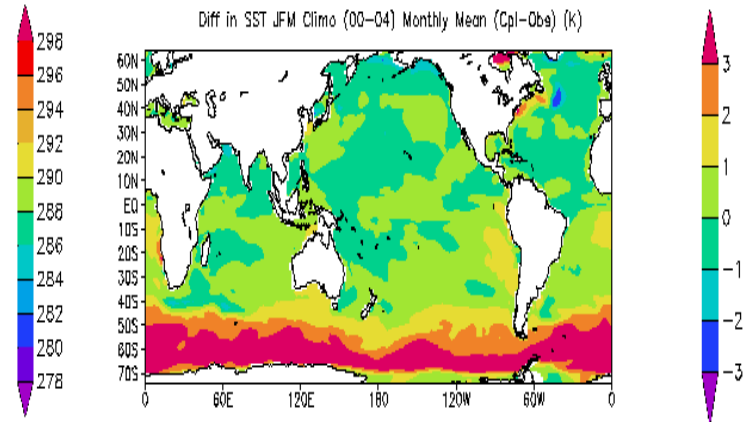 Diff in SST JFM Climo (00-04) Monthly Mean (Cpl-Obs) (K)
298
296
294
292
290
288
286
284
282
280
278
60N
50N
40N
30N
20N
10N
EQ
10S
20S
30S
40S
50S
60S
70S
0
60E
120E
180
120W
60W
0
3
2
1
0
-1
-2
-3